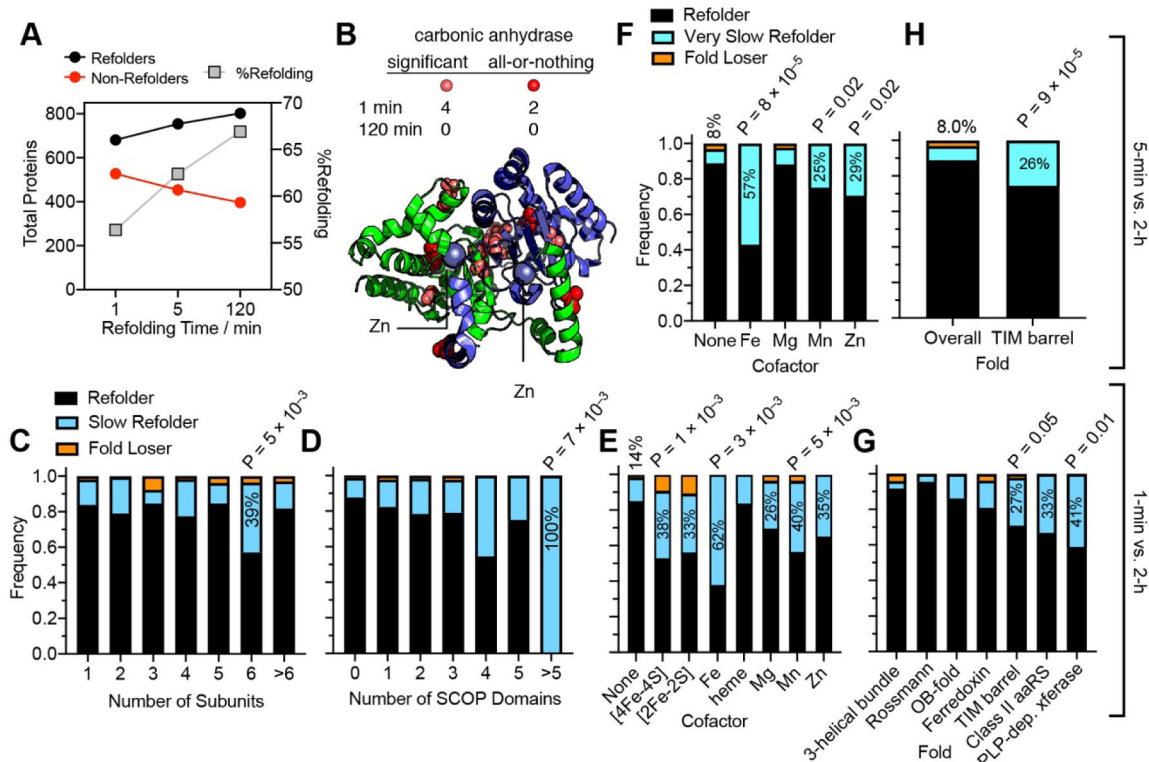 A
Refolders
Non-Refolders
%Refolding
Total Proteins
800
600
400
200
0
70
65
60
55
50
%Refolding
1 5 120
Refolding Time / min
B
carbonic anhydrase
significant all-or-nothing
1 min 4 2
120 min 0 0
Zn
Zn
F
Refolder
Very Slow Refolder
Fold Loser
8%
P = 8 × 10⁻⁵
P = 0.02
P = 0.02
Frequency
1.0
0.8
0.6
0.4
0.2
0.0
57%
25%
29%
None Fe Mg Mn Zn
Cofactor
H
8.0%
P = 9 × 10⁻⁵
26%
Overall TIM barrel
Fold
5-min vs. 2-h
C
Refolder
Slow Refolder
Fold Loser
P = 5 × 10⁻³
Frequency
1.0
0.8
0.6
0.4
0.2
0.0
39%
1 2 3 4 5 6 >6
Number of Subunits
D
P = 7 × 10⁻³
100%
0 1 2 3 4 5 >5
Number of SCOP Domains
E
14%
P = 1 × 10⁻³
P = 3 × 10⁻³
P = 5 × 10⁻³
38%
33%
62%
26%
40%
35%
None
[4Fe-4S]
[2Fe-2S]
Fe
heme
Mg
Mn
Zn
Cofactor
G
P = 0.05
P = 0.01
27%
33%
41%
3-helical bundle
Rossmann
OB-fold
Ferredoxin
TIM barrel
Class II aaRS
PLP-dep. xferase
Fold
1-min vs. 2-h